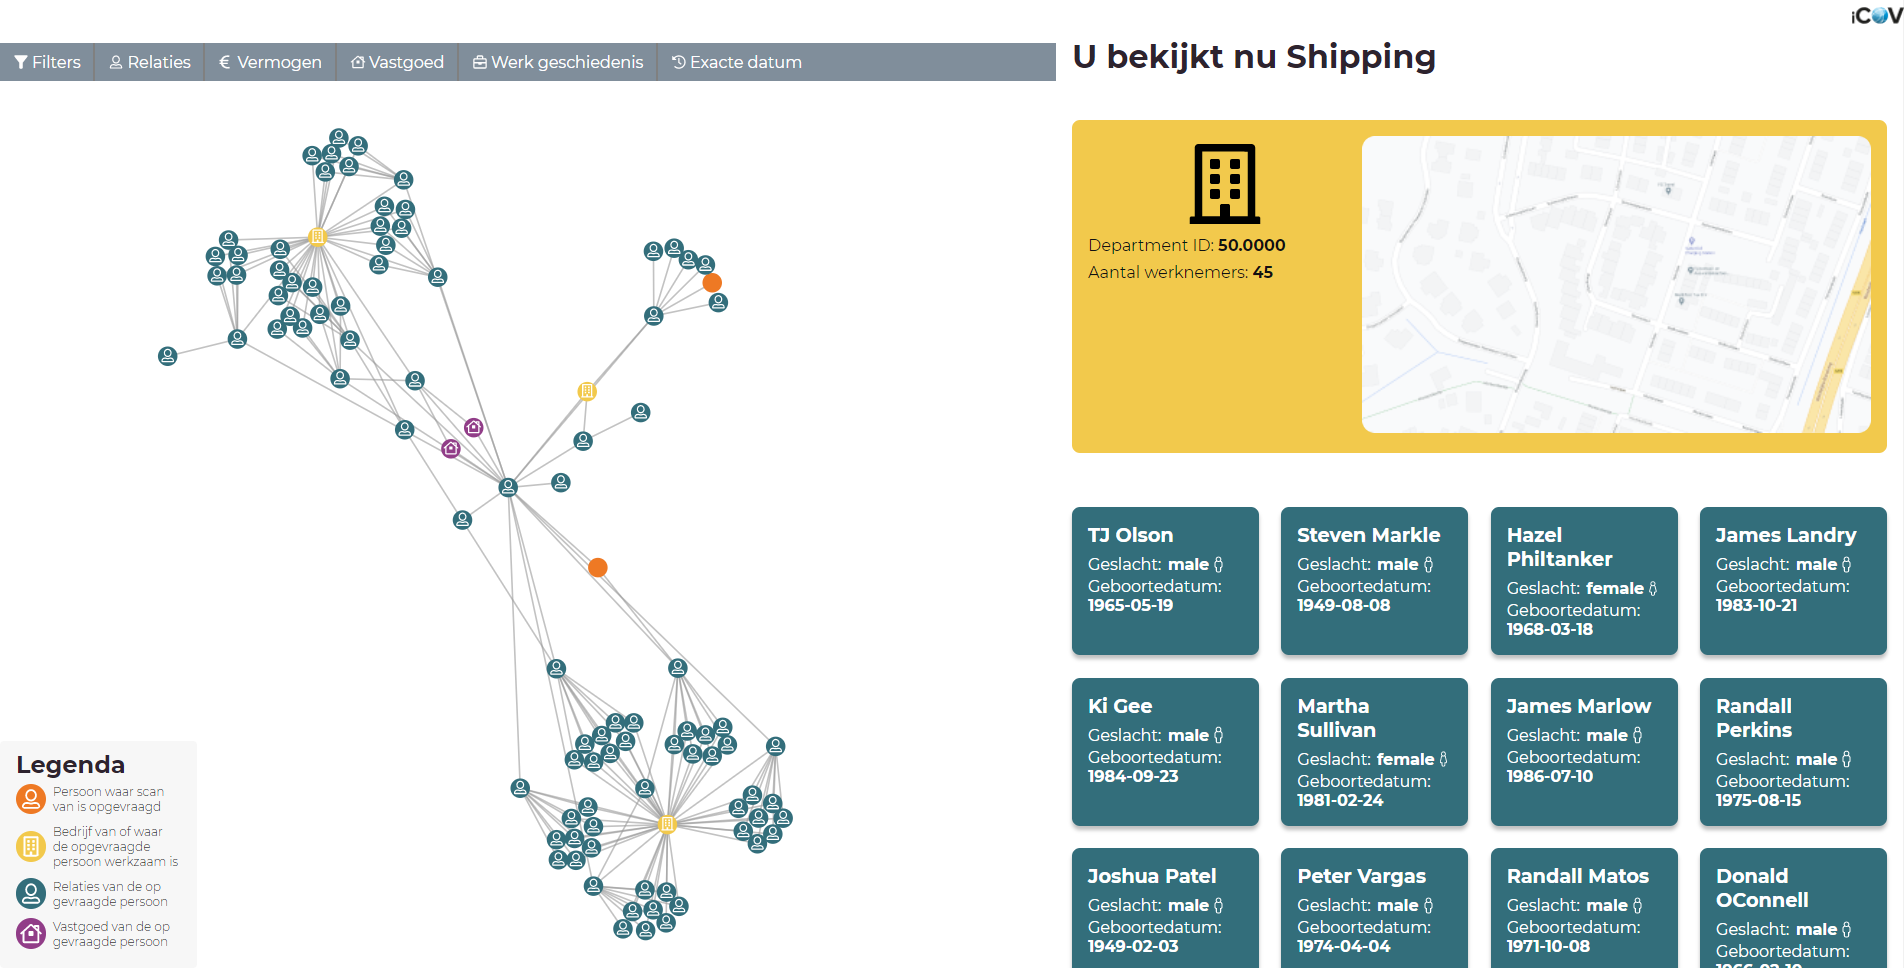 iCOV
Filters
Relaties
Vermogen
Vastgoed
Werk geschiedenis
Exacte datum
U bekijkt nu Shipping
Department ID: 50.0000
Aantal werknemers: 45
TJ Olson
Geslacht: male
Geboortedatum:
1965-05-19
Steven Markle
Geslacht: male
Geboortedatum:
1949-08-08
Hazel
Philtanker
Geslacht: female
Geboortedatum:
1968-03-18
James Landry
Geslacht: male
Geboortedatum:
1983-10-21
Ki Gee
Geslacht: male
Geboortedatum:
1984-09-23
Martha
Sullivan
Geslacht: female
Geboortedatum:
1981-02-24
James Marlow
Geslacht: male
Geboortedatum:
1986-07-10
Randall
Perkins
Geslacht: male
Geboortedatum:
1975-08-15
Joshua Patel
Geslacht: male
Geboortedatum:
1949-02-03
Peter Vargas
Geslacht: male
Geboortedatum:
1974-04-04
Randall Matos
Geslacht: male
Geboortedatum:
1971-10-08
Donald
OConnell
Geslacht: male
Geboortedatum:
Legenda
Persoon waar scan
van is opgevraagd
Bedrijf van of waar
de opgevraagde
persoon werkzaam is
Relaties van de op
gevraagde persoon
Vastgoed van de op
gevraagde persoon